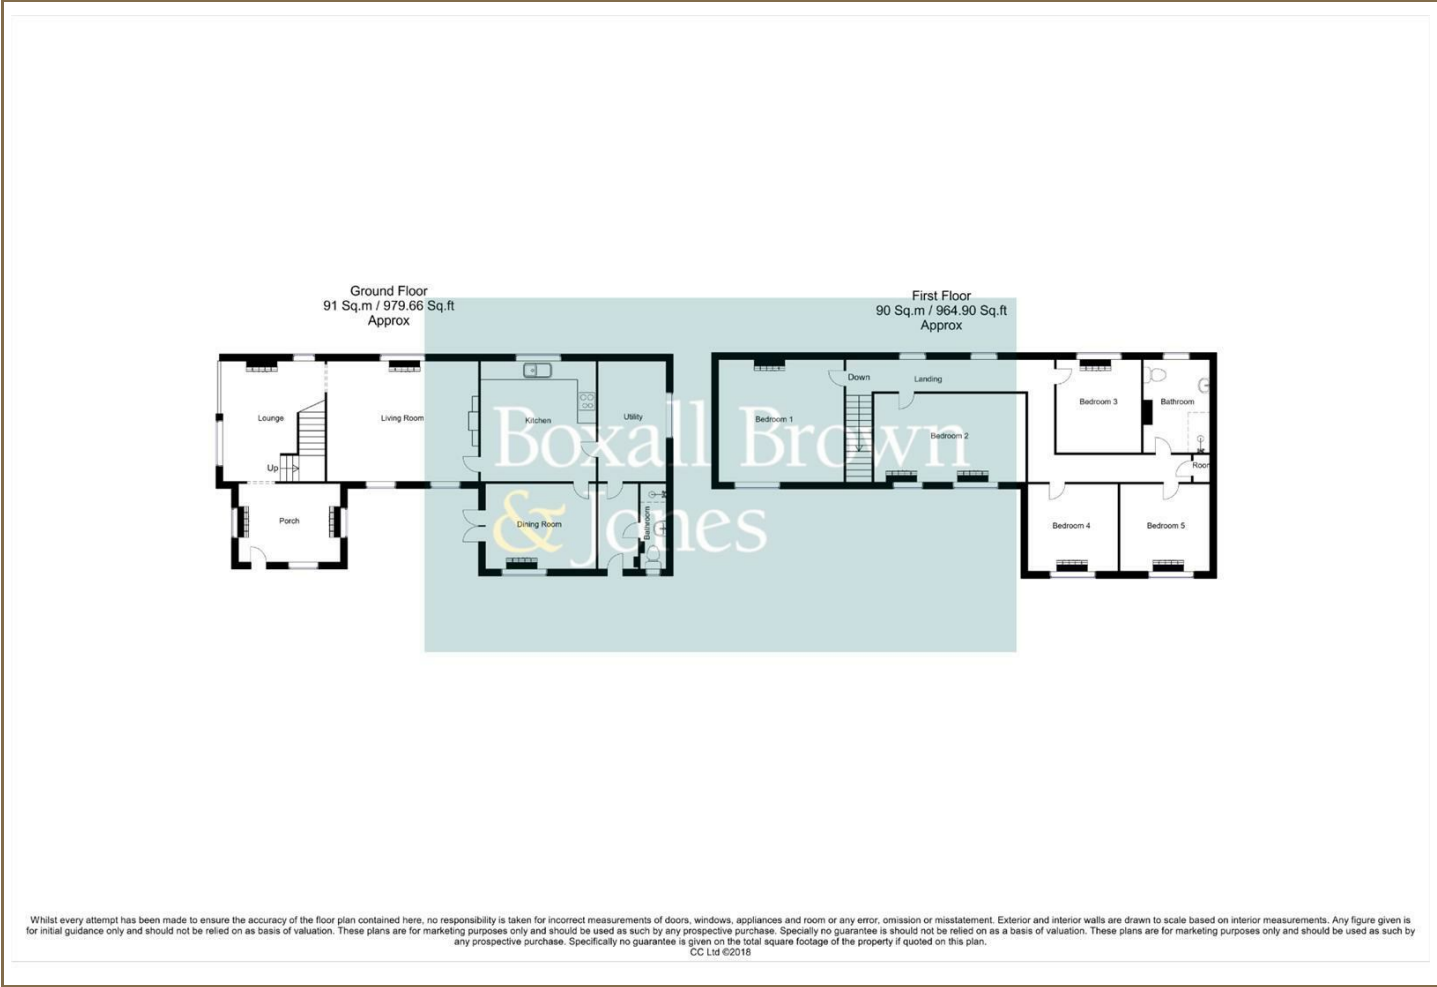 Ground Floor
91 Sq.m / 979.66 Sq.ft
Approx
First Floor
90 Sq.m / 964.90 Sq.ft
Approx
Lounge
Living Room
Kitchen
Utility
Up
Porch
Dining Room
Bathroom
Bedroom 1
Down
Landing
Bedroom 2
Bedroom 3
Bathroom
Room
Bedroom 4
Bedroom 5
Boxall Brown
& Jones
Whilst every attempt has been made to ensure the accuracy of the floor plan contained here, no responsibility is taken for incorrect measurements of doors, windows, appliances and room or any error, omission or misstatement. Exterior and interior walls are drawn to scale based on interior measurements. Any figure given is
for initial guidance only and should not be relied on as basis of valuation. These plans are for marketing purposes only and should be used as such by any prospective purchase. Specially no guarantee is should not be relied on as a basis of valuation. These plans are for marketing purposes only and should be used as such by
any prospective purchase. Specifically no guarantee is given on the total square footage of the property if quoted on this plan.
CC Ltd ©2018